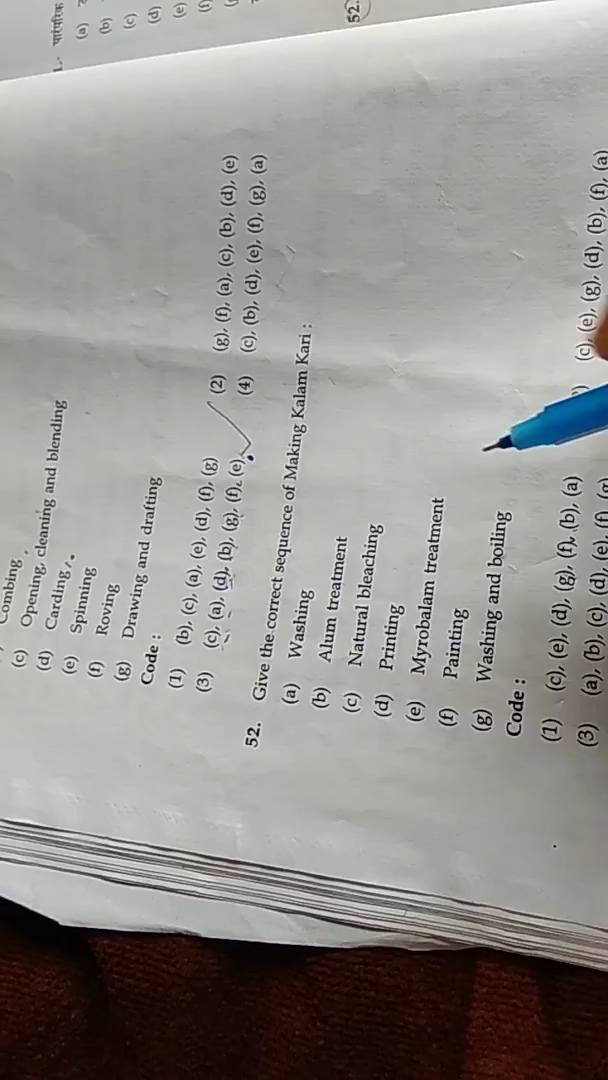 Combing
(c) Opening, cleaning and blending
(d) Carding
(e) Spinning
(f) Roving
(g) Drawing and drafting
Code :
(1) (b), (c), (a), (e), (d), (f), (g) (2) (g), (f), (a), (c), (b), (d), (e)
(3) (c), (a), (d), (b), (g), (f), (e) (4) (c), (b), (d), (e), (f), (g), (a)
52. Give the correct sequence of Making Kalam Kari :
(a) Washing
(b) Alum treatment
(c) Natural bleaching
(d) Printing
(e) Myrobalam treatment
(f) Painting
(g) Washing and boiling
Code :
(1) (c), (e), (d), (g), (f), (b), (a) (c), (e), (g), (d), (b), (f), (a)
(3) (a), (b), (c), (d), (e), (f), (g)
पारंपरिक
(a)
(b)
(c)
(d)
(e)
(f)
52.